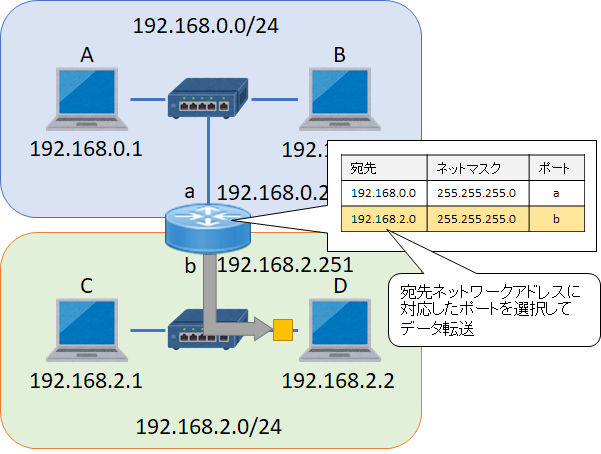 192.168.0.0/24
A
B
192.168.0.1
192.1
宛先 ネットマスク ポート
192.168.0.0 255.255.255.0 a
192.168.2.0 255.255.255.0 b
a
192.168.0.2
b
192.168.2.251
宛先ネットワークアドレスに
対応したポートを選択して
データ転送
C
D
192.168.2.1
192.168.2.2
192.168.2.0/24